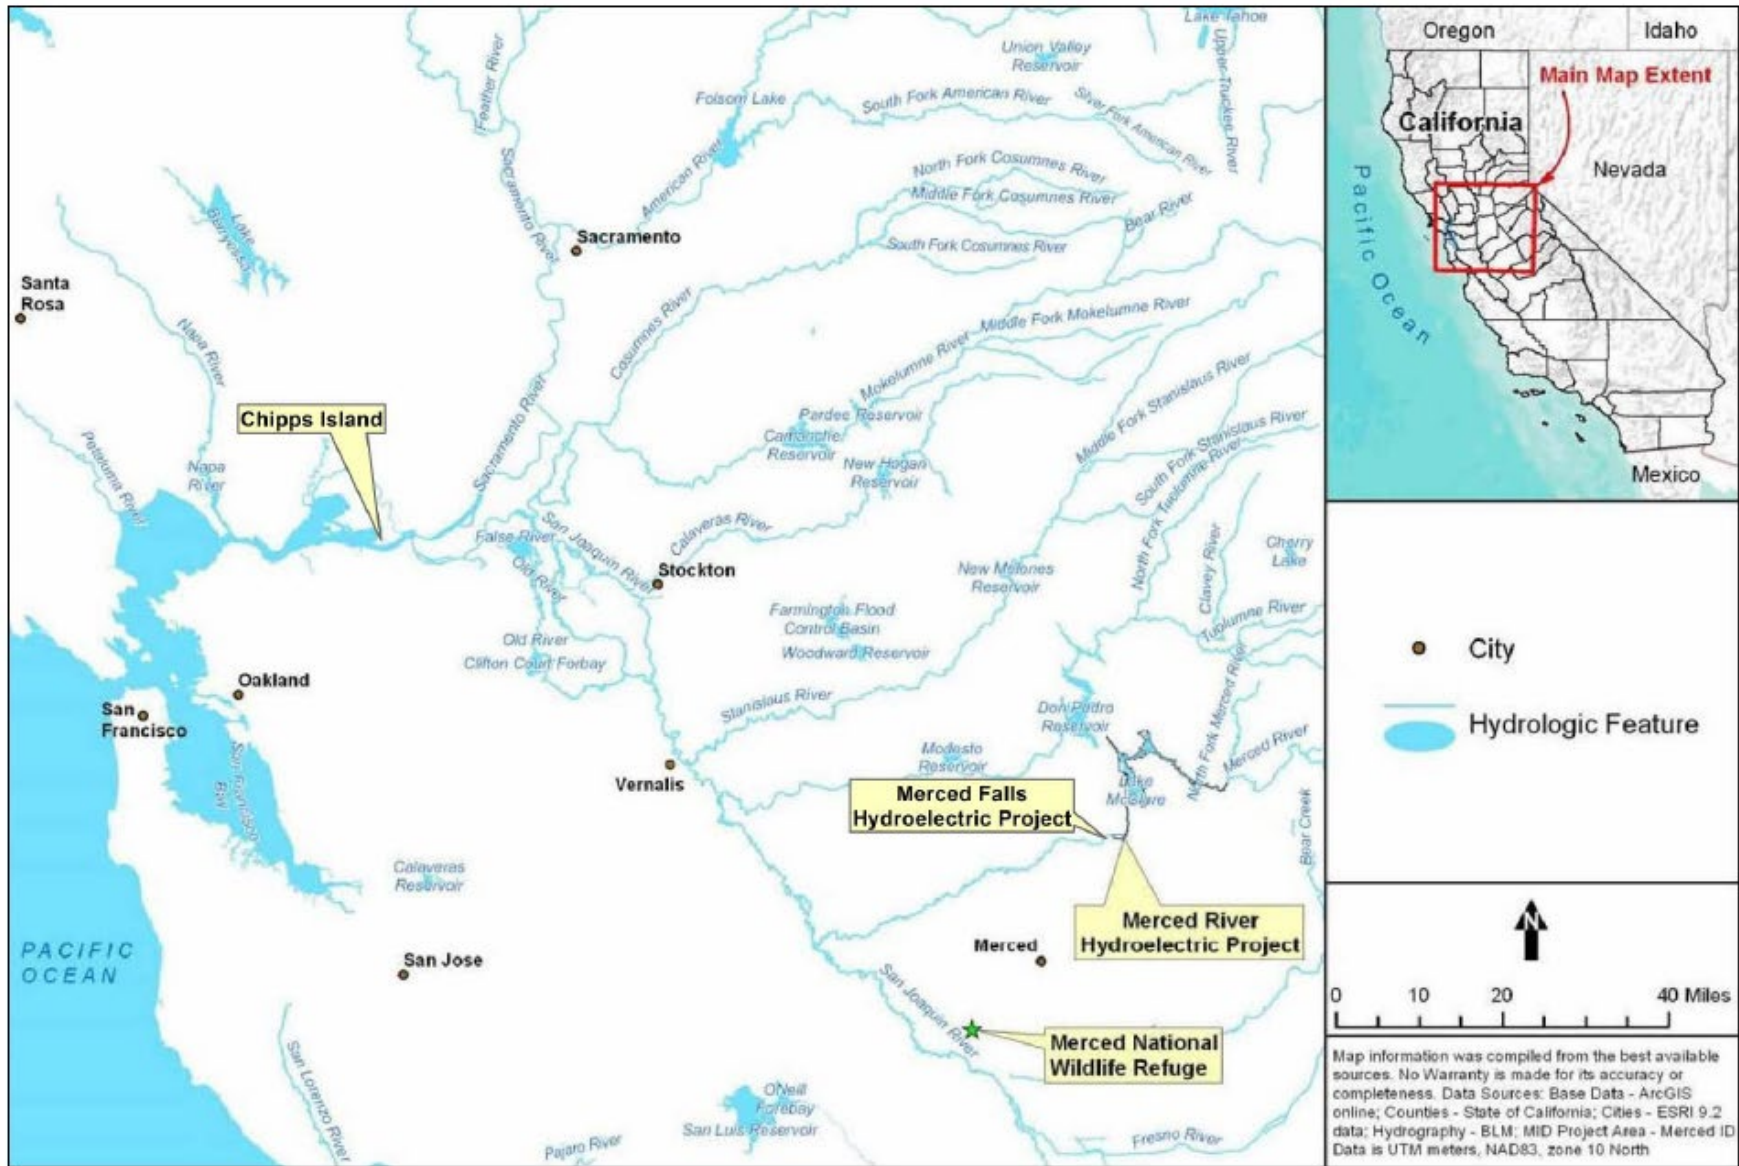 Lake Tahoe
Union Valley
Reservoir
Upper Truckee River
Feather River
Folsom Lake
South Fork American River
Silver Fork American River
Sacramento River
American River
North Fork Cosumnes River
Middle Fork Cosumnes River
Bear River
South Fork Cosumnes River
Lake
Berryessa
Sacramento
Santa
Rosa
Napa River
Cosumnes River
Middle Fork Mokelumne River
Mokelumne River
Chipps Island
Sacramento River
Pardee Reservoir
Camanche
Reservoir
New Hogan
Reservoir
Middle Fork Stanislaus River
South Fork Stanislaus River
North Fork Tuolumne River
Petaluma River
Napa
River
False River
San Joaquin River
Calaveras River
Old River
Stockton
New Melones
Reservoir
Clavey River
Cherry
Lake
Farmington Flood
Control Basin
Woodward Reservoir
Tuolumne River
Old River
Clifton Court Forbay
Oakland
San
Francisco
San Francisco
Bay
Stanislaus River
Don Pedro
Reservoir
North Fork Merced River
Merced River
Vernalis
Modesto
Reservoir
Lake
McClure
Merced Falls
Hydroelectric Project
Bear Creek
Calaveras
Reservoir
Merced River
Hydroelectric Project
PACIFIC
OCEAN
San Jose
Merced
San Joaquin River
Merced National
Wildlife Refuge
San Lorenzo River
ONeill
Forebay
San Luis Reservoir
Pajaro River
Fresno River
Oregon
Idaho
Main Map Extent
California
Nevada
Pacific Ocean
Mexico
City
Hydrologic Feature
N
0 10 20 40 Miles
Map information was compiled from the best available
sources. No Warranty is made for its accuracy or
completeness. Data Sources: Base Data - ArcGIS
online; Counties - State of California; Cities - ESRI 9.2
data; Hydrography - BLM; MID Project Area - Merced ID
Data is UTM meters, NAD83, zone 10 North